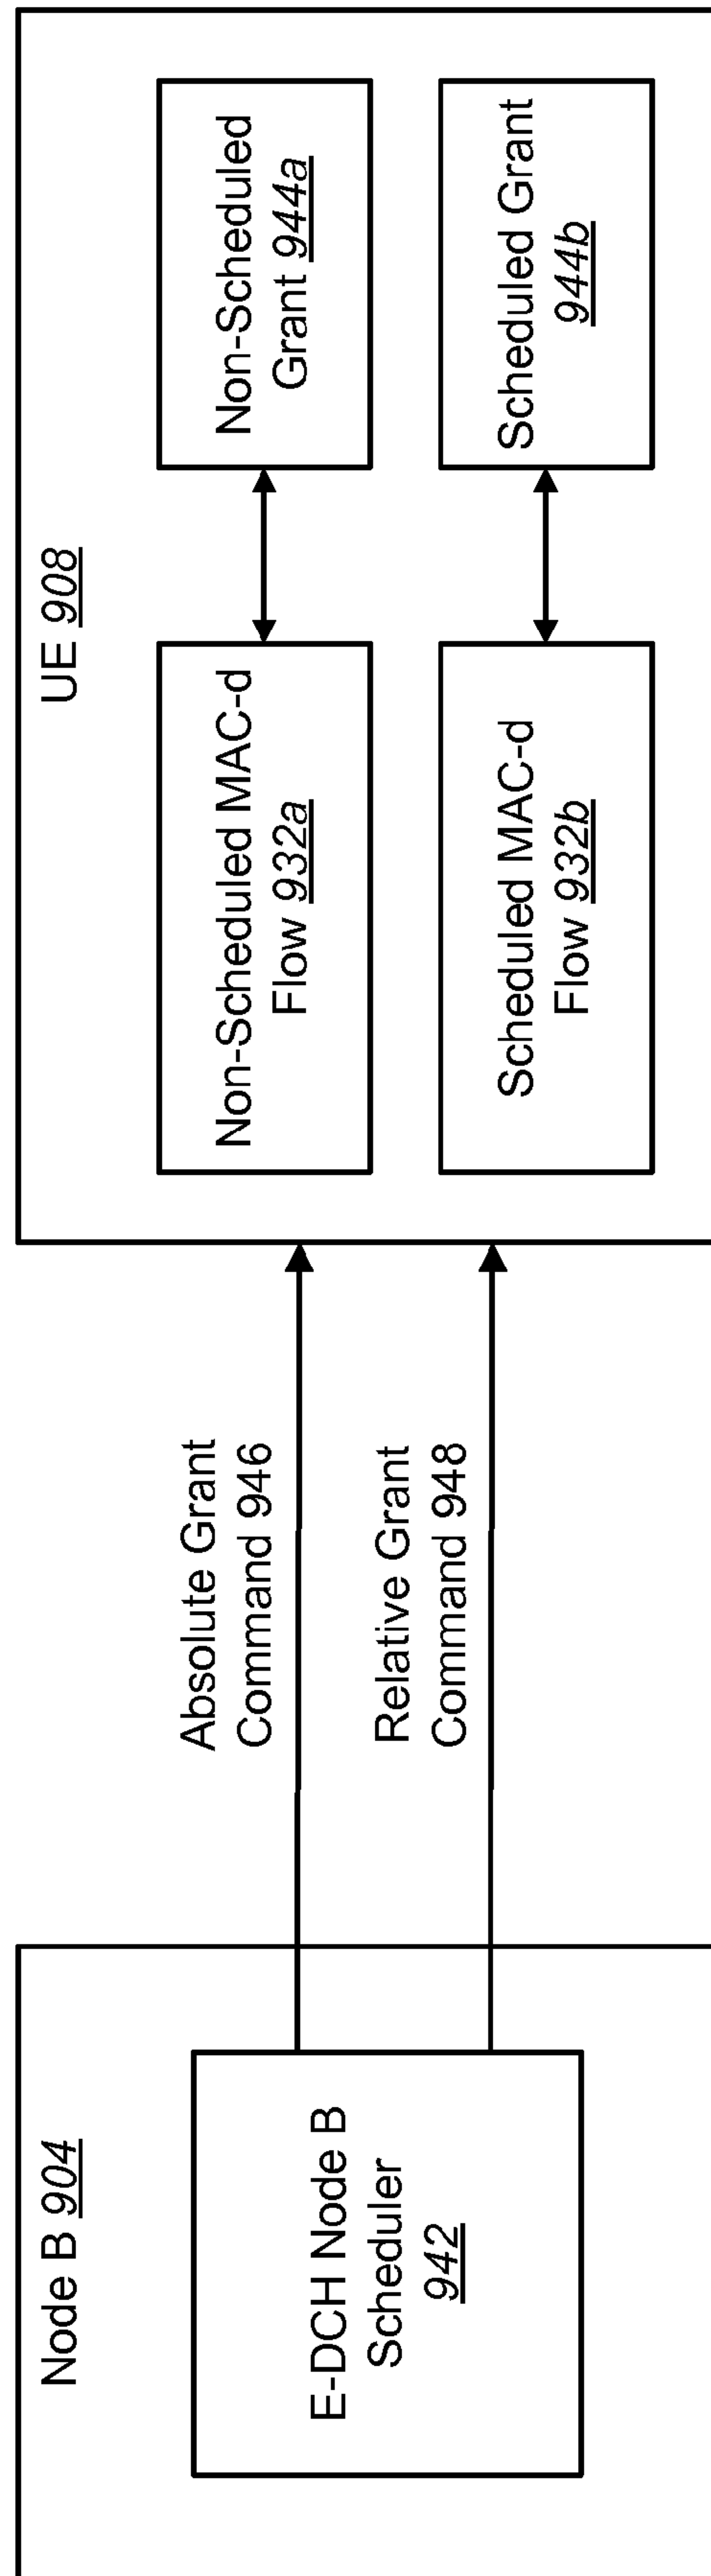 Node B 904
E-DCH Node B
Scheduler
942
Absolute Grant
Command 946
Relative Grant
Command 948
UE 908
Non-Scheduled MAC-d
Flow 932a
Non-Scheduled
Grant 944a
Scheduled MAC-d
Flow 932b
Scheduled Grant
944b